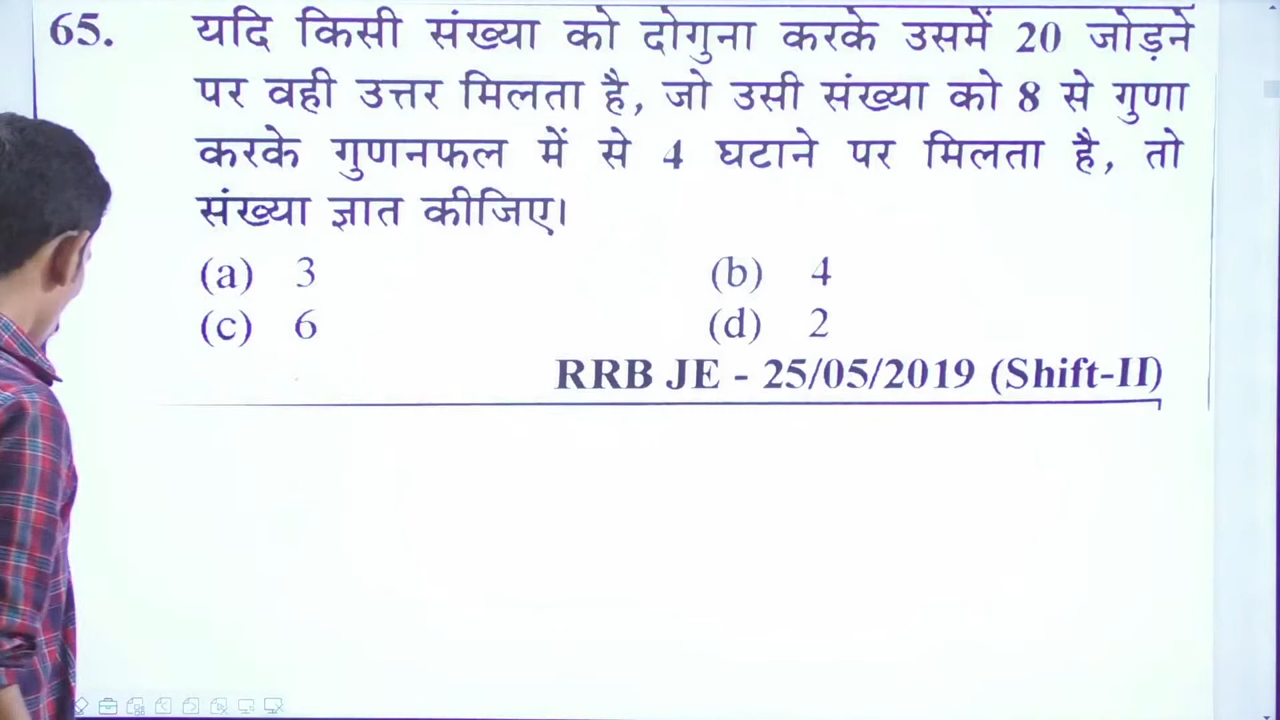 65. यदि किसी संख्या को दोगुना करके उसमें 20 जोड़ने
पर वही उत्तर मिलता है, जो उसी संख्या को 8 से गुणा
करके गुणनफल में से 4 घटाने पर मिलता है, तो
संख्या ज्ञात कीजिए।
(a) 3 (b) 4
(c) 6 (d) 2
RRB JE - 25/05/2019 (Shift-II)